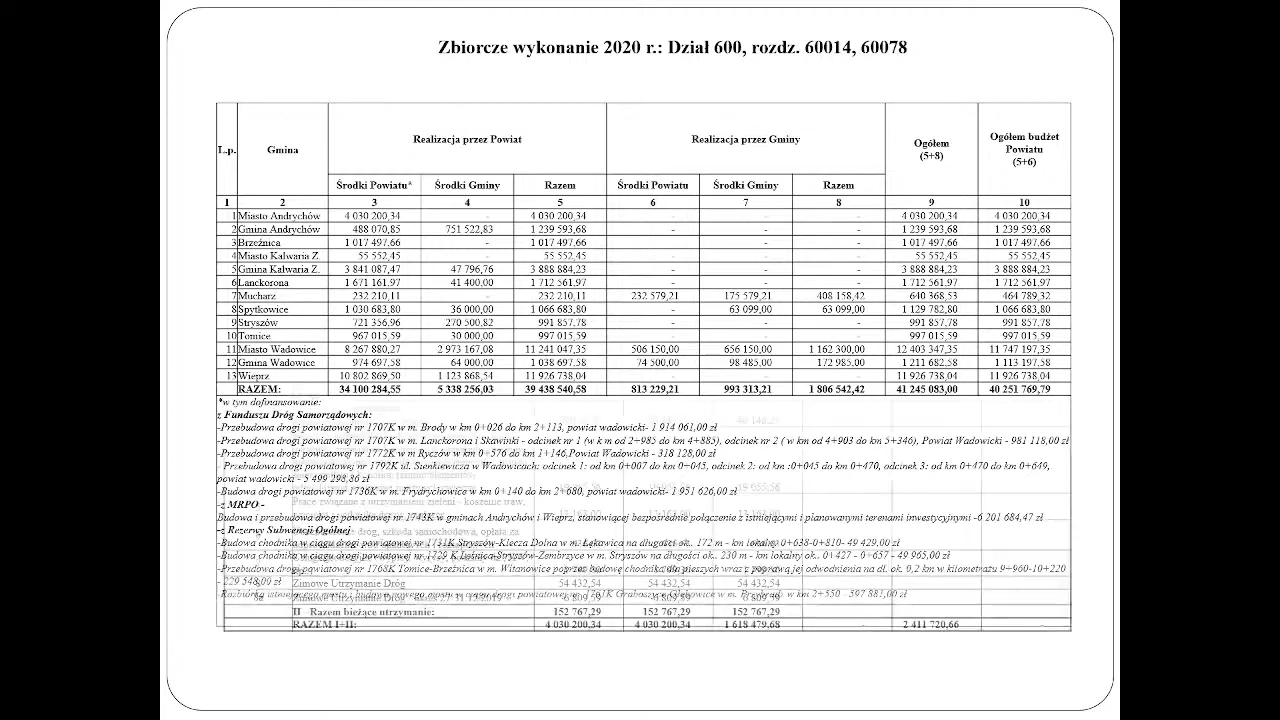 Zbiorcze wykonanie 2020 r.: Dział 600, rozdz. 60014, 60078
L.p. Gmina Realizacja przez Powiat Realizacja przez Gminy Ogółem (5+8) Ogółem budżet Powiatu (5+6)
Środki Powiatu* Środki Gminy Razem Środki Powiatu Środki Gminy Razem
1 2 3 4 5 6 7 8 9 10
1 Miasto Andrychów 4 030 200,34 - 4 030 200,34 - - 4 030 200,34 4 030 200,34
2 Gmina Andrychów 488 070,85 751 522,83 1 239 593,68 - - - 1 239 593,68 1 239 593,68
3 Brzeźnica 1 017 497,66 - 1 017 497,66 - - - 1 017 497,66 1 017 497,66
4 Miasto Kalwaria Z. 55 552,45 - 55 552,45 - - - 55 552,45 55 552,45
5 Gmina Kalwaria Z. 3 841 087,47 47 796,76 3 888 884,23 - - - 3 888 884,23 3 888 884,23
6 Lanckorona 1 671 161,97 41 400,00 1 712 561,97 - - - 1 712 561,97 1 712 561,97
7 Mucharz 232 210,11 - 232 210,11 232 579,21 175 579,21 408 158,42 640 368,53 464 789,32
8 Spytkowice 1 030 683,80 36 000,00 1 066 683,80 - 63 099,00 63 099,00 1 129 782,80 1 066 683,80
9 Stryszów 721 356,96 270 500,82 991 857,78 - - - 991 857,78 991 857,78
10 Tomice 967 015,59 30 000,00 997 015,59 - - - 997 015,59 997 015,59
11 Miasto Wadowice 8 267 880,27 2 973 167,08 11 241 047,35 506 150,00 656 150,00 1 162 300,00 12 403 347,35 11 747 197,35
12 Gmina Wadowice 974 697,58 64 000,00 1 038 697,58 74 500,00 98 485,00 172 985,00 1 211 682,58 1 113 197,58
13 Wieprz 10 802 869,50 1 123 868,54 11 926 738,04 11 926 738,04 11 926 738,04
RAZEM: 34 100 284,55 5 338 256,03 39 438 540,58 813 229,21 993 313,21 1 806 542,42 41 245 083,00 40 251 769,79
*w tym dofinansowanie:
z Funduszu Dróg Samorządowych:
-Przebudowa drogi powiatowej nr 1707K w m. Brody w km 0+026 do km 2+113, powiat wadowicki- 1 914 061,00 zł
-Przebudowa drogi powiatowej nr 1707K w m. Lanckorona i Skawinki - odcinek nr 1 (w k m od 2+985 do km 4+885), odcinek nr 2 ( w km od 4+903 do km 5+346), Powiat Wadowicki - 981 118,00 zł
-Przebudowa drogi powiatowej nr 1772K w m Ryczów w km 0+576 do km 1+146,Powiat Wadowicki - 318 128,00 zł
- Przebudowa drogi powiatowej nr 1792K ul. Sienkiewicza w Wadowicach: odcinek 1: od km 0+007 do km 0+045, odcinek 2: od km :0+045 do km 0+470, odcinek 3: od km 0+470 do km 0+649,
powiat wadowicki - 5 499 298,86 zł
-Budowa drogi powiatowej nr 1736K w m. Frydrychowice w km 0+140 do km 2+680, powiat wadowicki- 1 951 626,00 zł
-z MRPO -
Budowa i przebudowa drogi powiatowej nr 1743K w gminach Andrychów i Wieprz, stanowiącej bezpośrednie połączenie z istniejącymi i planowanymi terenami inwestycyjnymi -6 201 684,47 zł
-z Rezerwy Subwencji Ogólnej
-Budowa chodnika w ciągu drogi powiatowej nr 1731K Stryszów-Klecza Dolna w m. Łękawica na długości ok.. 172 m - km lokalny 0+638-0+810- 49 429,00 zł
-Budowa chodnika w ciągu drogi powiatowej nr 1729 K Leśnica-Stryszów-Zembrzyce w m. Stryszów na długości ok.. 230 m - km lokalny ok.. 0+427 - 0+657 - 49 965,00 zł
-Przebudowa drogi powiatowej nr 1768K Tomice-Brzeźnica w m. Witanowice poprzez budowę chodnika dla pieszych wraz z poprawą jej odwodnienia na dł. ok. 0,2 km w kilometrażu 9+960-10+220
- 229 548,00 zł
Zimowe Utrzymanie Dróg 54 432,54 54 432,54 54 432,54
w km 2+550 - 597 881,00 zł
II - Razem bieżące utrzymanie: 152 767,29 152 767,29 152 767,29
RAZEM I+II: 4 030 200,34 4 030 200,34 1 618 479,68 - 2 411 720,66 -